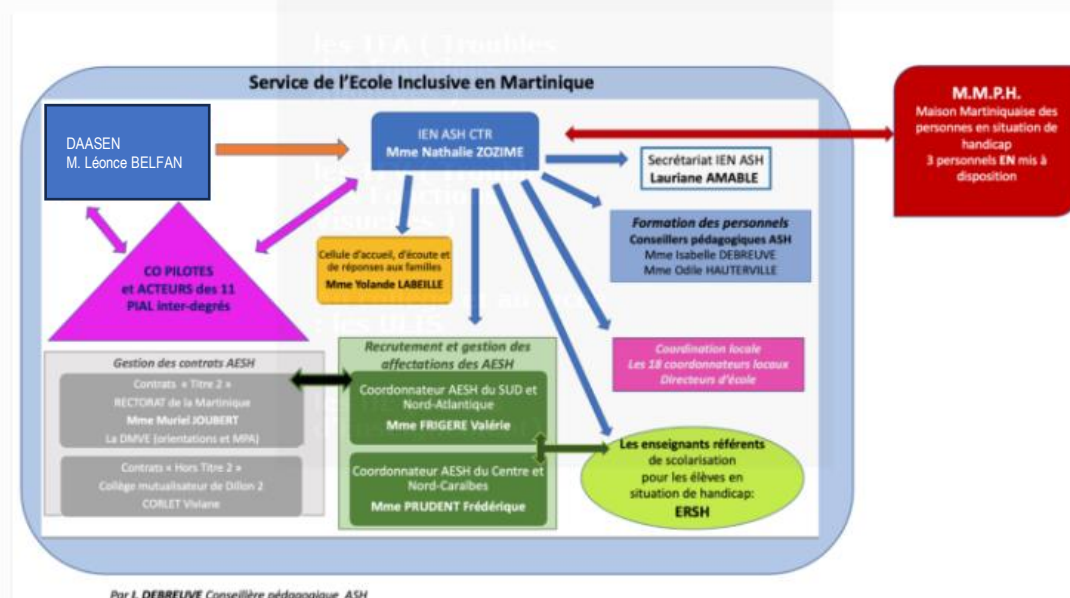 Service de l'Ecole Inclusive en Martinique
DAASEN
M. Léonce BELFAN
IEN ASH CTR
Mme Nathalie ZOZIME
M.M.P.H.
Maison Martiniquaise des
personnes en situation de
handicap
3 personnels EN mis à
disposition
Secrétariat IEN ASH
Lauriane AMABLE
Formation des personnels
Conseillers pédagogiques ASH
Mme Isabelle DEBREUVE
Mme Odile HAUTERVILLE
Cellule d'accueil, d'écoute et
de réponses aux familles
Mme Yolande LABEILLE
CO PILOTES
et ACTEURS des 11
PIAL inter-degrés
Coordination locale
Les 18 coordonnateurs locaux
Directeurs d'école
Gestion des contrats AESH
Contrats « Titre 2 »
RECTORAT de la Martinique
Mme Muriel JOUBERT
La DMVE (orientations et MPA)
Contrats « Hors Titre 2 »
Collège mutualisateur de Dillon 2
CORLET Viviane
Recrutement et gestion des
affectations des AESH
Coordonnateur AESH du SUD et
Nord-Atlantique
Mme FRIGERE Valérie
Coordonnateur AESH du Centre et
Nord-Caraïbes
Mme PRUDENT Frédérique
Les enseignants référents
de scolarisation
pour les élèves en
situation de handicap:
ERSH
Par I. DEBREUVE Conseillère pédagogique ASH
les TFA ( Troubles
: les ULIS